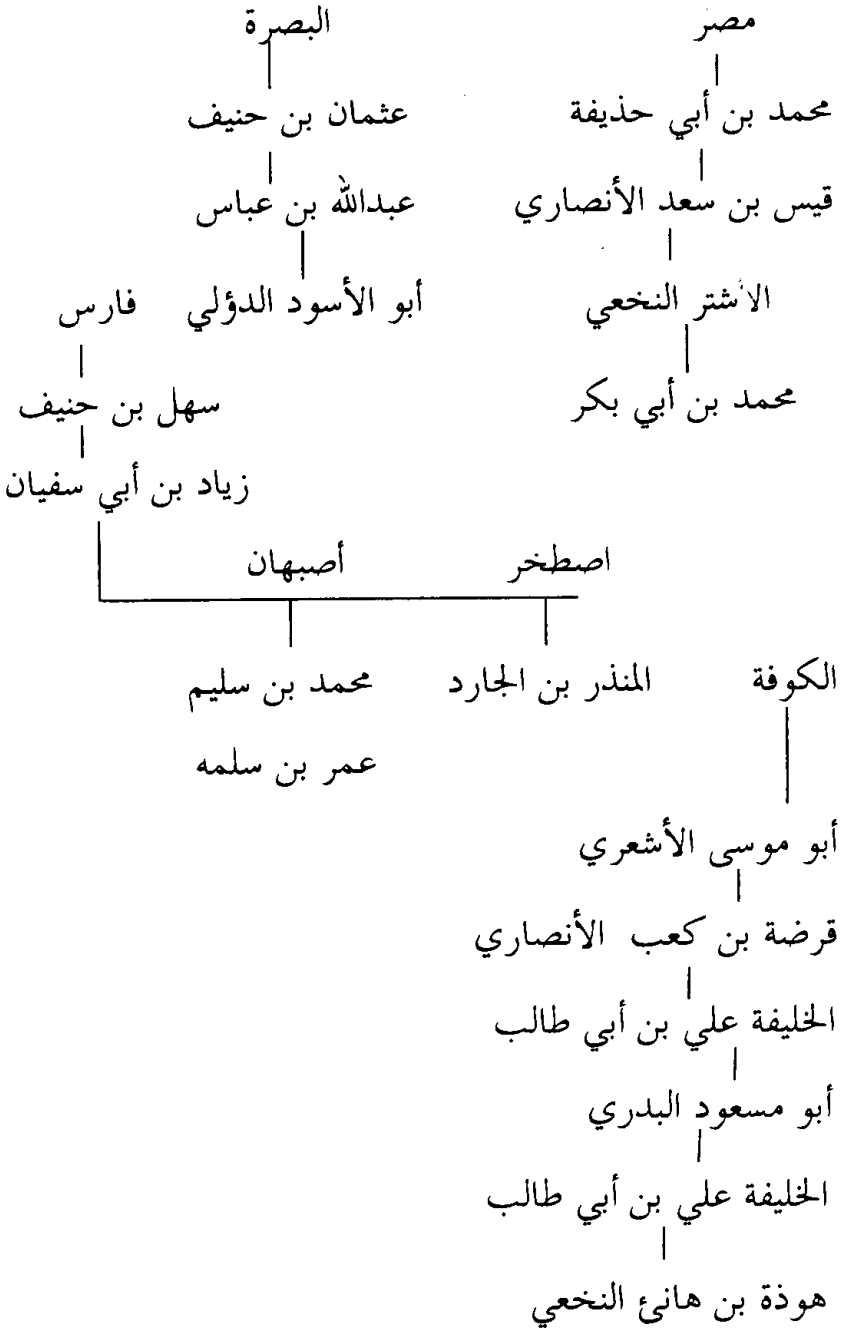 مصر
البصرة
محمد بن أبي حذيفة
عثمان بن حنيف
قيس بن سعد الأنصاري
عبدالله بن عباس
الأشتر النخعي
أبو الأسود الدؤلي
فارس
محمد بن أبي بكر
سهل بن حنيف
زياد بن أبي سفيان
اصطخر
أصبهان
الكوفة
المنذر بن الجارد
محمد بن سليم
عمر بن سلمه
أبو موسى الأشعري
قرضة بن كعب الأنصاري
الخليفة علي بن أبي طالب
أبو مسعود البدري
الخليفة علي بن أبي طالب
هوذة بن هانئ النخعي